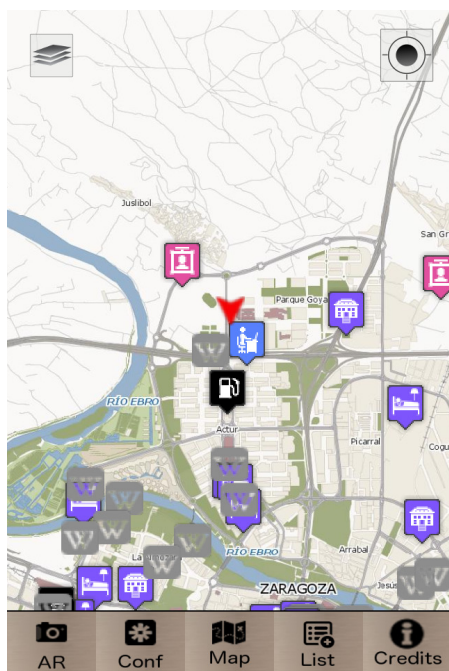 Juslibol
San Gr
Parque Goya
W
RÍO EBRO
Actur
Picarral
Cogu
W
W
W
W
W
W
W
W
RÍO EBRO
Arrabal
Jesús
ZARAGOZA
AR
Conf
Map
List
Credits